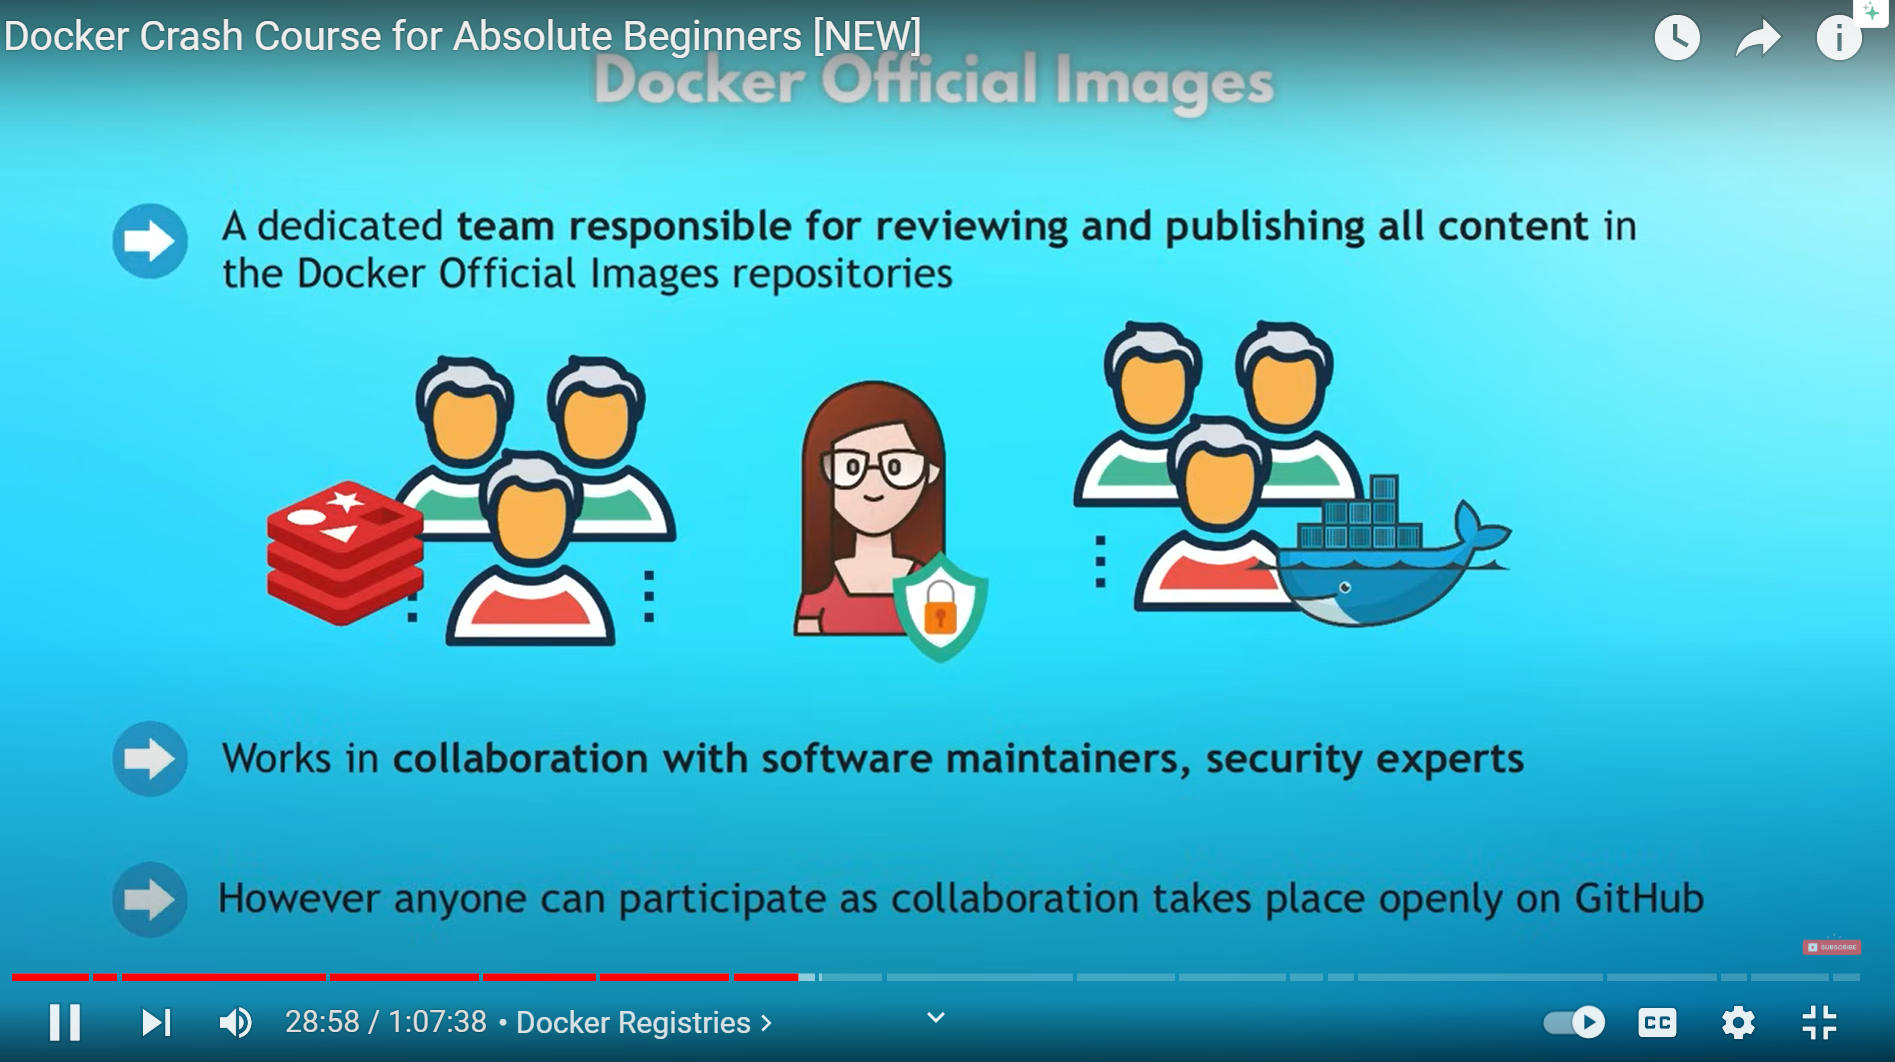 Docker Crash Course for Absolute Beginners [NEW]
Docker Official Images
A dedicated team responsible for reviewing and publishing all content in
the Docker Official Images repositories
Works in collaboration with software maintainers, security experts
However anyone can participate as collaboration takes place openly on GitHub
SUBSCRIBE
28:58 / 1:07:38 • Docker Registries >
CC